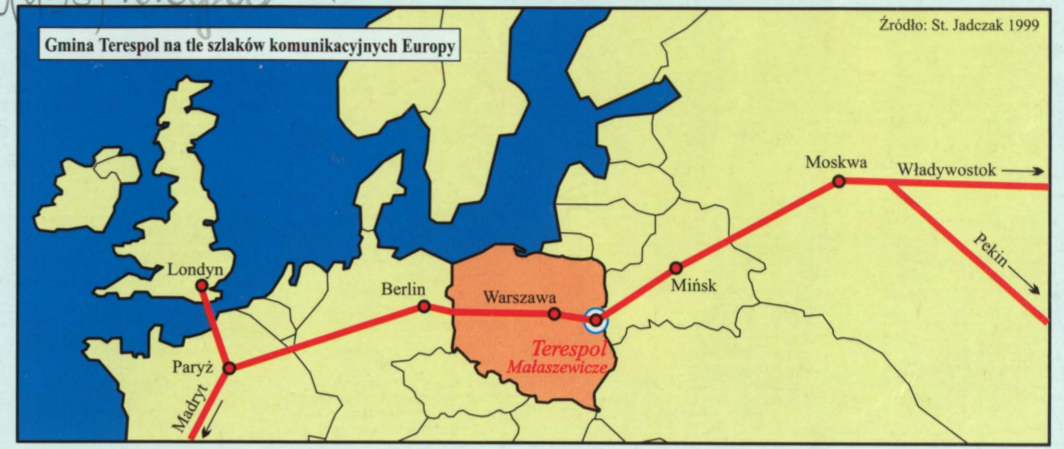 Gmina Terespol na tle szlaków komunikacyjnych Europy
Źródło: St. Jadczak 1999
Moskwa
Władywostok
Pekin
Londyn
Berlin
Warszawa
Mińsk
Terespol
Małaszewicze
Paryż
Madryt